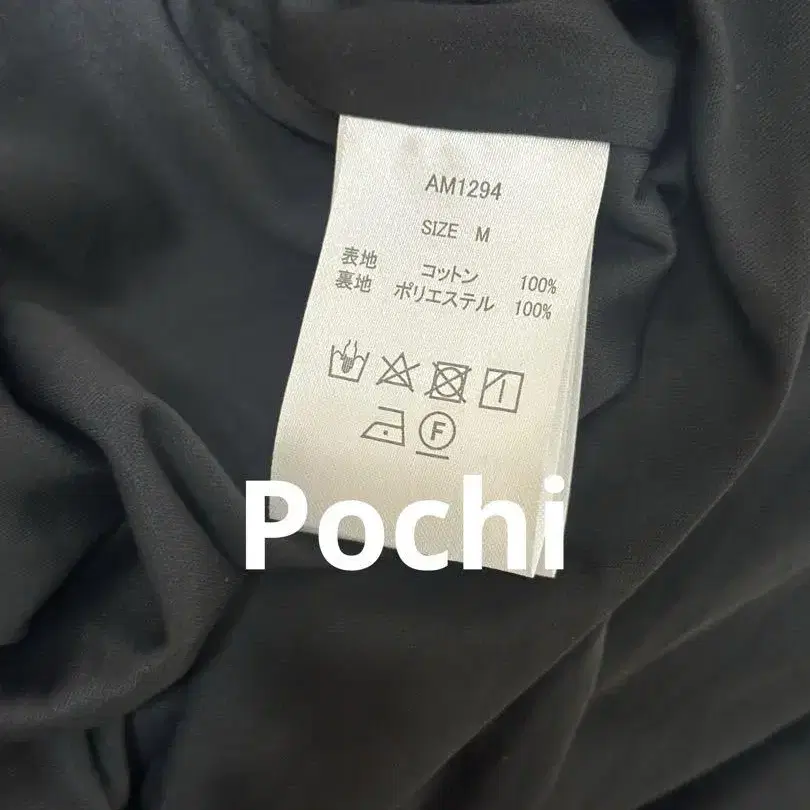 AM1294
SIZE M
表地 コットン 100%
裏地 ポリエステル 100%
F
Pochi